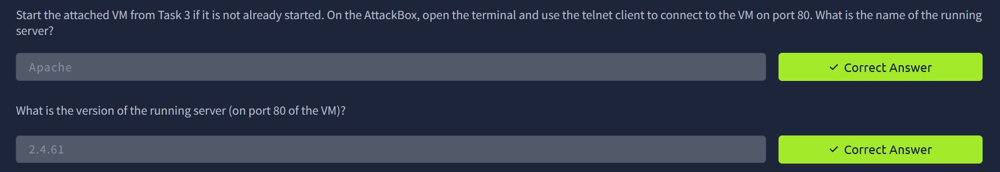 Start the attached VM from Task 3 if it is not already started. On the AttackBox, open the terminal and use the telnet client to connect to the VM on port 80. What is the name of the running
server?
Apache
✓ Correct Answer
What is the version of the running server (on port 80 of the VM)?
2.4.61
✓ Correct Answer